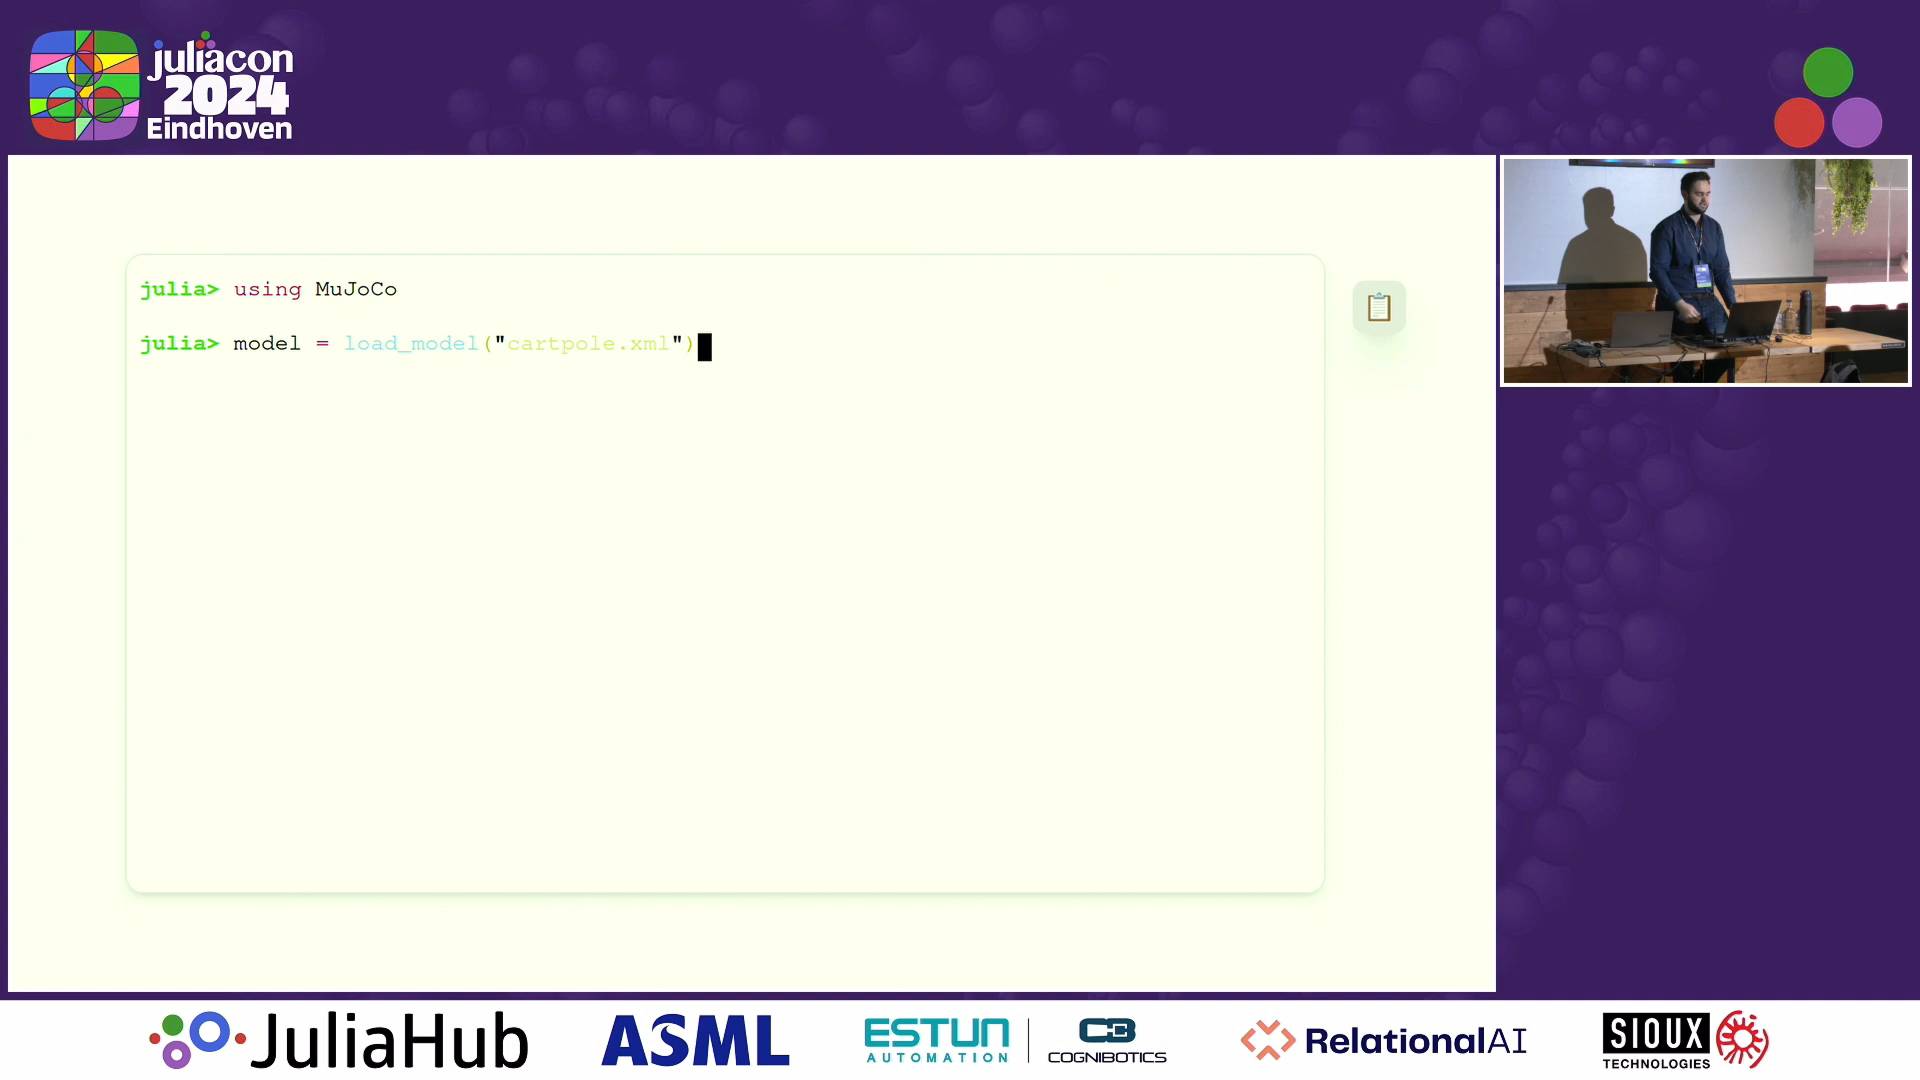 juliacon
2024
Eindhoven
julia> using MuJoCo
julia> model = load_model("cartpole.xml")
JuliaHub
ASML
ESTUN
AUTOMATION
COGNIBOTICS
RelationalAI
SIOUX
TECHNOLOGIES